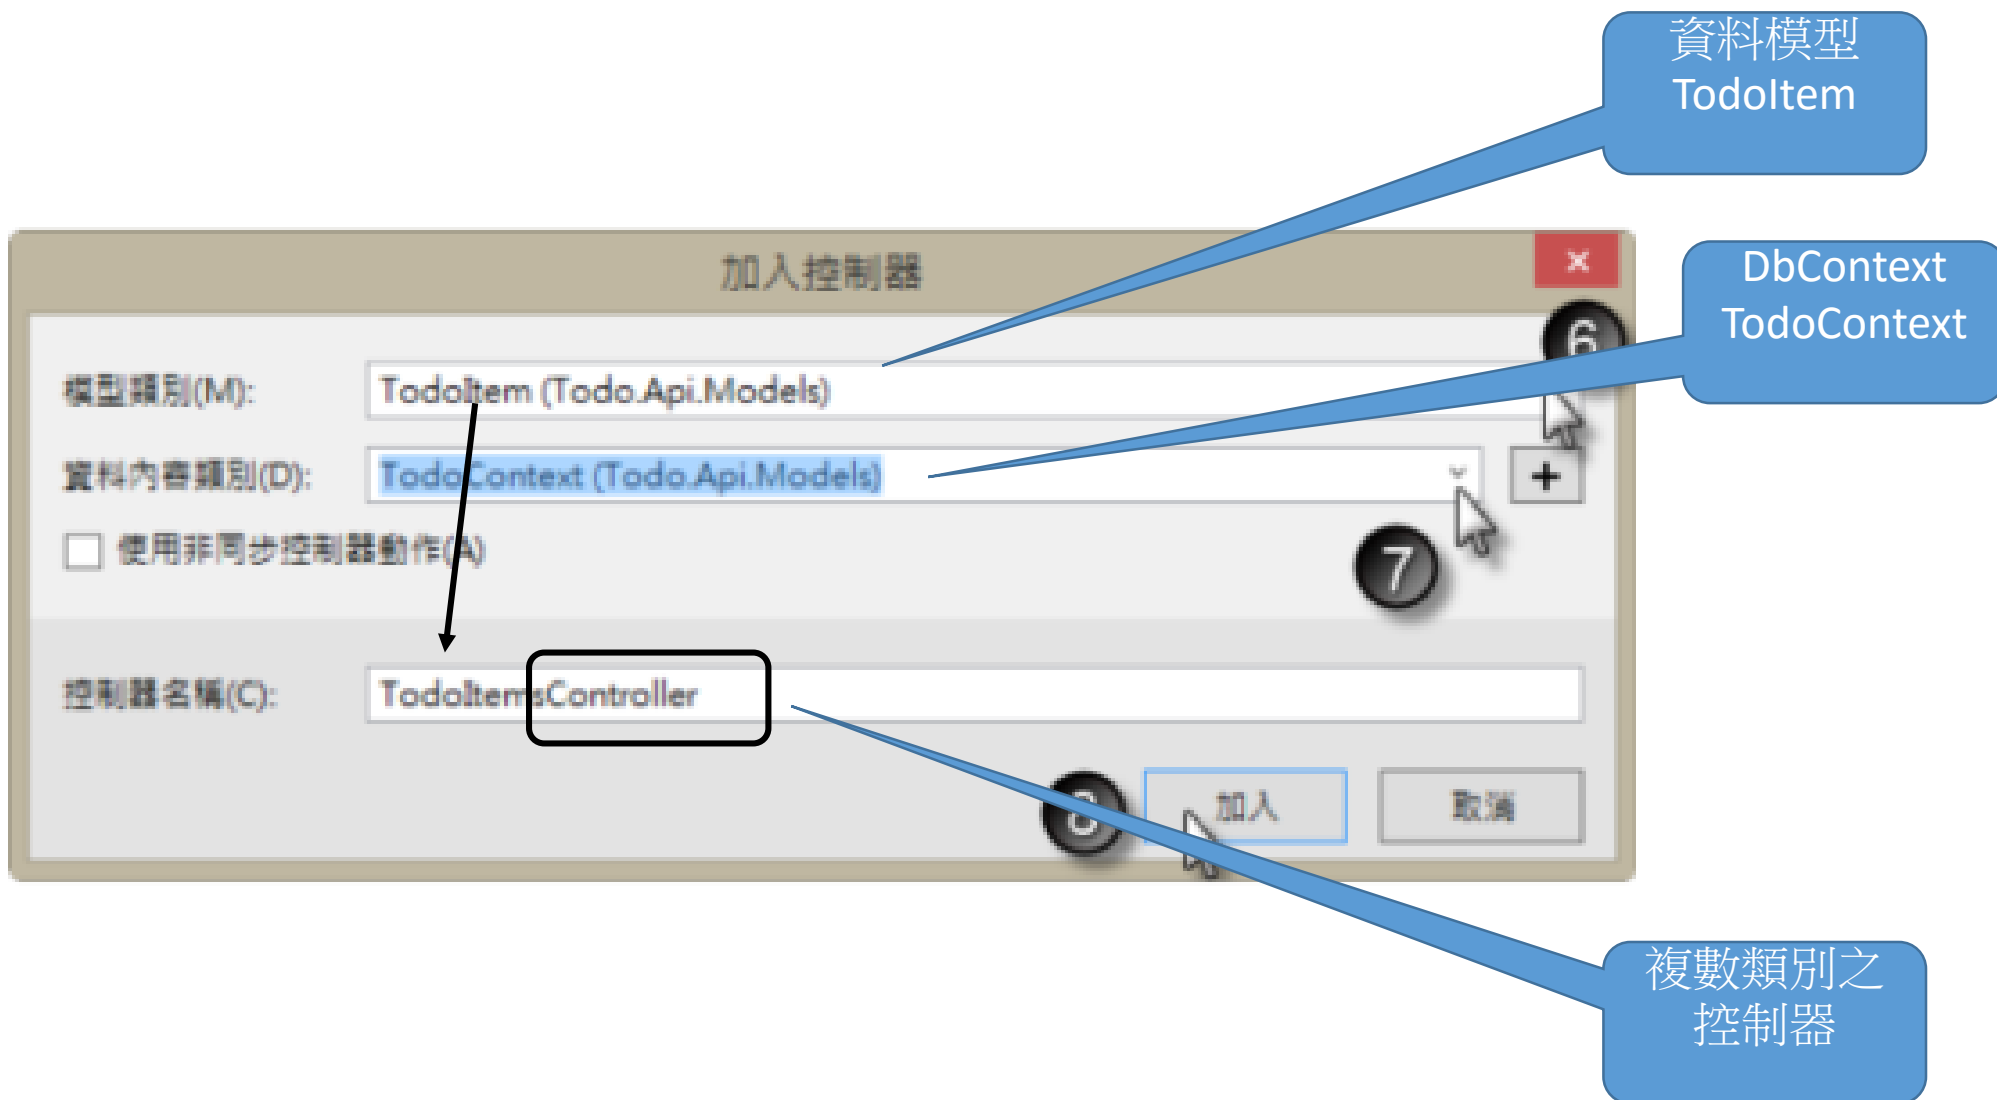 資料模型
TodoItem
加入控制器
x
DbContext
TodoContext
6
模型類別(M):
TodoItem (Todo.Api.Models)
資料內容類別(D):
TodoContext (Todo.Api.Models)
+
使用非同步控制器動作(A)
7
控制器名稱(C):
TodoItemsController
8
加入
取消
複數類別之
控制器